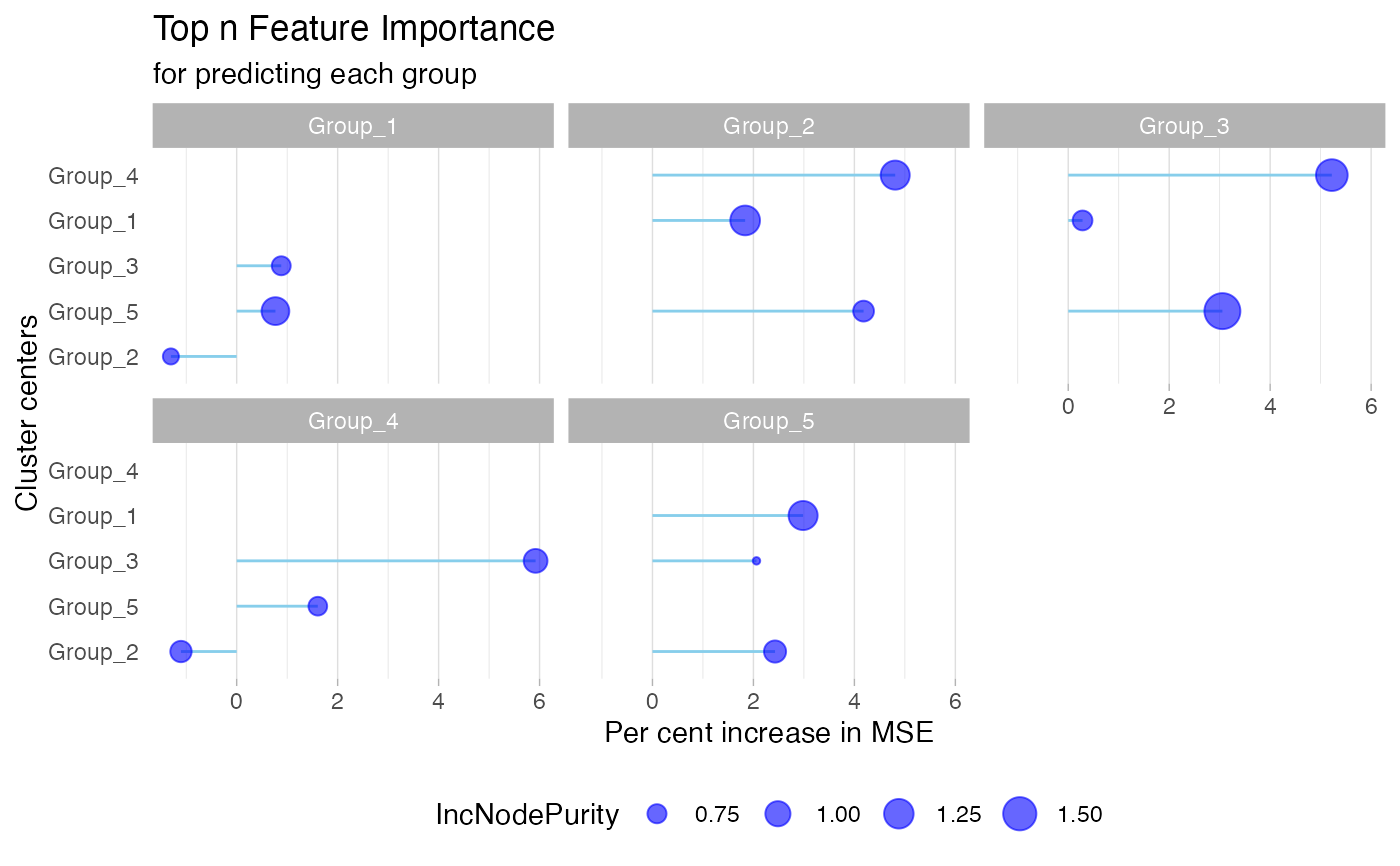 Top n Feature Importance
for predicting each group
Group_1
Group_2
Group_3
Group_4
Group_1
Group_3
Group_5
Group_2
0 2 4 6
Group_4
Group_5
Group_4
Group_1
Group_3
Group_5
Group_2
0 2 4 6
0 2 4 6
Cluster centers
Per cent increase in MSE
IncNodePurity 0.75 1.00 1.25 1.50